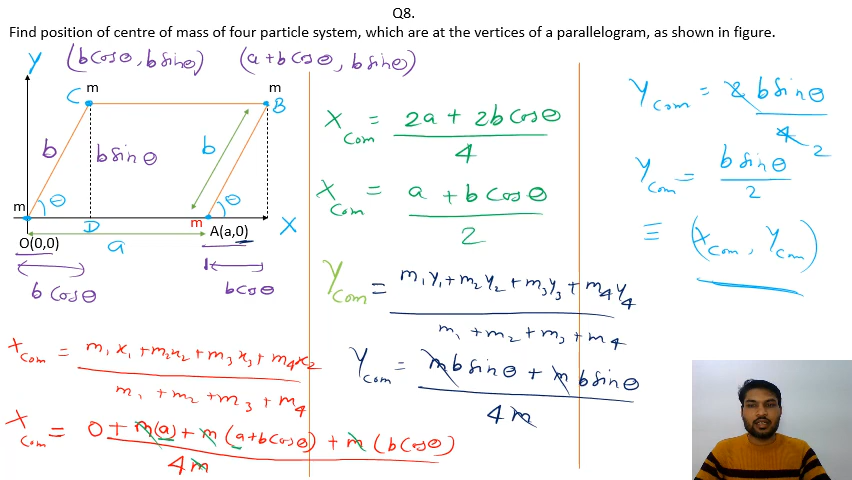 Q8.
Find position of centre of mass of four particle system, which are at the vertices of a parallelogram, as shown in figure.
Y (bcosθ, bsinθ) (a+bcosθ, bsinθ)
m m
C B
b bsinθ b
m θ θ
m
O(0,0) D A(a,0) X
a
bcosθ bcosθ
Xcom = m₁x₁+m₂x₂+m₃x₃+m₄x₂
m₁ + m₂ + m₃ + m₄
Xcom = 0 + m(a) + m(a+bcosθ) + m(bcosθ)
4m
Xcom = 2a + 2bcosθ
4
Xcom = a + bcosθ
2
Ycom = m₁y₁+m₂y₂+m₃y₃+m₄y₄
m₁ + m₂ + m₃ + m₄
Ycom = mbsinθ + mbsinθ
4m
Ycom = 2bsinθ
4 2
Ycom = bsinθ
2
≡ (Xcom, Ycom)